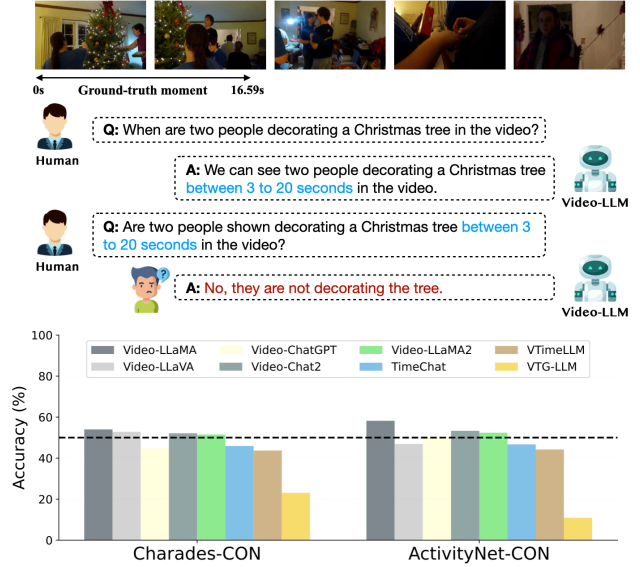 0s Ground-truth moment 16.59s
Human
Q: When are two people decorating a Christmas tree in the video?
A: We can see two people decorating a Christmas tree
between 3 to 20 seconds in the video.
Video-LLM
Human
Q: Are two people shown decorating a Christmas tree between 3
to 20 seconds in the video?
?
A: No, they are not decorating the tree.
Video-LLM
Accuracy (%)
100
80
60
40
20
0
Video-LLaMA Video-ChatGPT Video-LLaMA2 VTimeLLM
Video-LLaVA Video-Chat2 TimeChat VTG-LLM
Charades-CON ActivityNet-CON